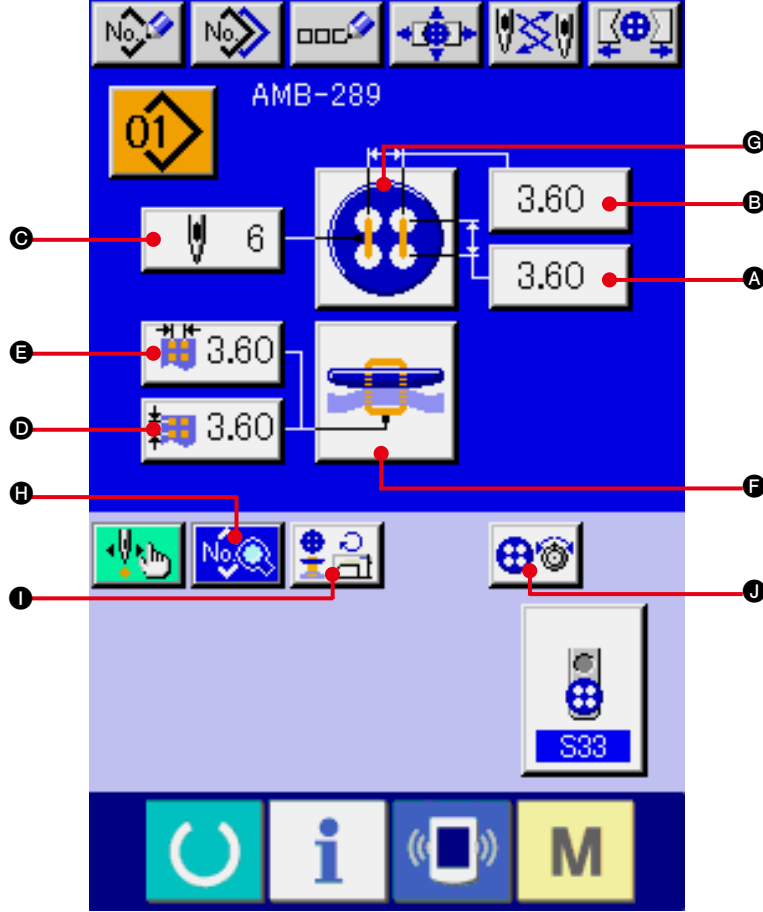 No. No.
AMB-289
01
G
3.60 B
C 6
3.60 A
E 3.60
D 3.60
F
H
No.
I
J
S33
i M